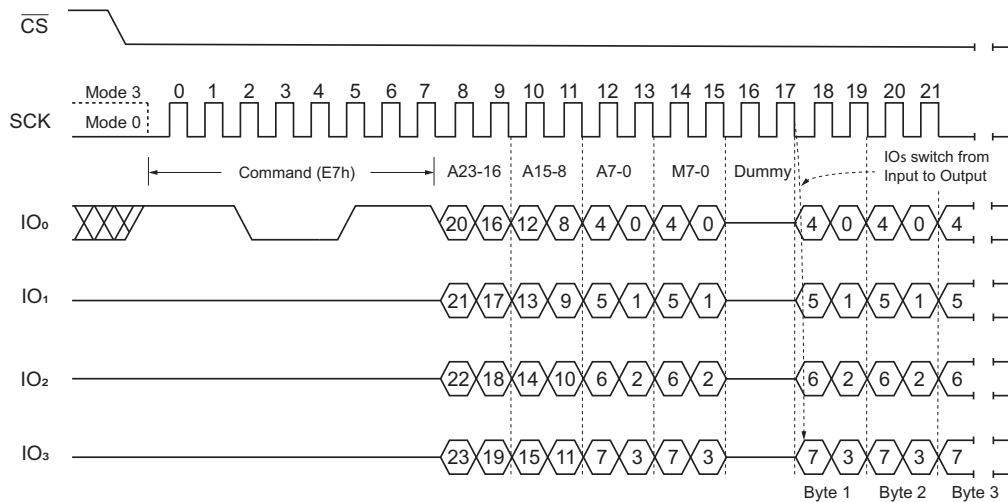 CS
Mode 3
0 1 2 3 4 5 6 7 8 9 10 11 12 13 14 15 16 17 18 19 20 21
SCK
Mode 0
Command (E7h) A23-16 A15-8 A7-0 M7-0 Dummy
IOs switch from
Input to Output
IO₀ 20 16 12 8 4 0 4 0 4 0 4 0 4
IO₁ 21 17 13 9 5 1 5 1 5 1 5 1 5
IO₂ 22 18 14 10 6 2 6 2 6 2 6 2 6
IO₃ 23 19 15 11 7 3 7 3 7 3 7 3 7
Byte 1 Byte 2 Byte 3